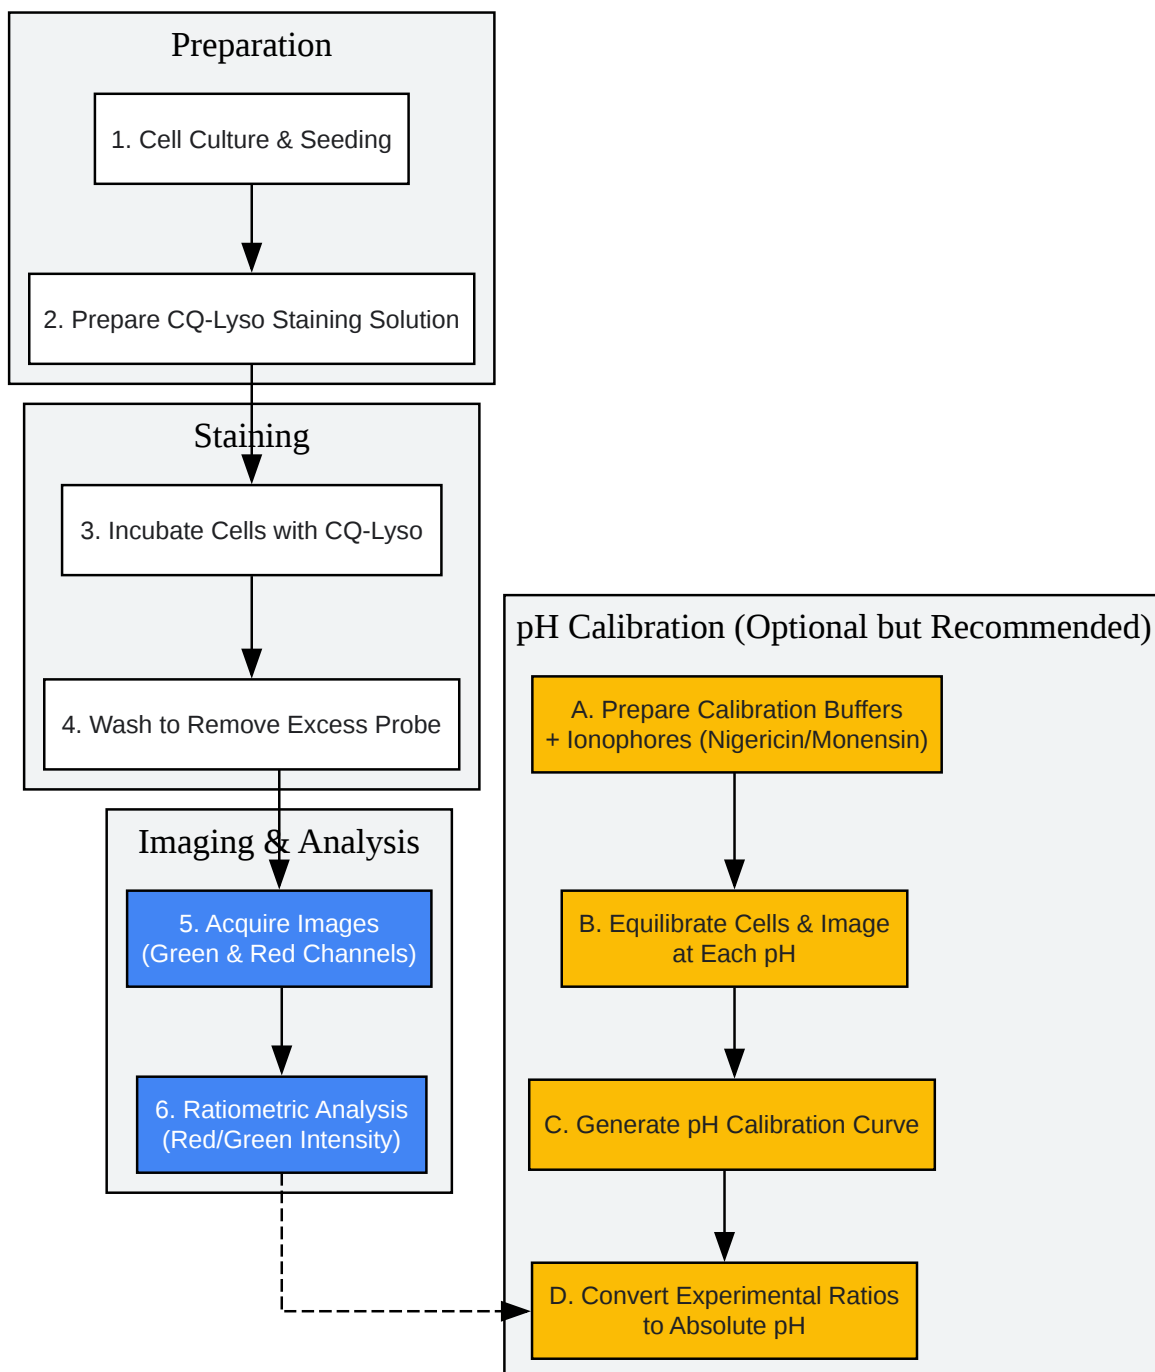 Preparation
1. Cell Culture & Seeding
2. Prepare CQ-Lyso Staining Solution
Staining
3. Incubate Cells with CQ-Lyso
4. Wash to Remove Excess Probe
Imaging & Analysis
5. Acquire Images
(Green & Red Channels)
6. Ratiometric Analysis
(Red/Green Intensity)
pH Calibration (Optional but Recommended)
A. Prepare Calibration Buffers
+ Ionophores (Nigericin/Monensin)
B. Equilibrate Cells & Image
at Each pH
C. Generate pH Calibration Curve
D. Convert Experimental Ratios
to Absolute pH